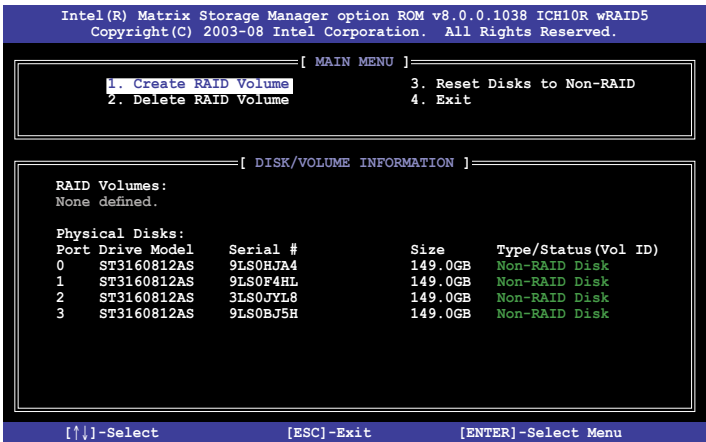 Intel(R) Matrix Storage Manager option ROM v8.0.0.1038 ICH10R wRAID5
Copyright(C) 2003-08 Intel Corporation. All Rights Reserved.
[ MAIN MENU ]
1. Create RAID Volume 3. Reset Disks to Non-RAID
2. Delete RAID Volume 4. Exit
[ DISK/VOLUME INFORMATION ]
RAID Volumes:
None defined.
Physical Disks:
Port Drive Model Serial # Size Type/Status(Vol ID)
0 ST3160812AS 9LS0HJA4 149.0GB Non-RAID Disk
1 ST3160812AS 9LS0F4HL 149.0GB Non-RAID Disk
2 ST3160812AS 3LS0JYL8 149.0GB Non-RAID Disk
3 ST3160812AS 9LS0BJ5H 149.0GB Non-RAID Disk
[↑↓]-Select [ESC]-Exit [ENTER]-Select Menu